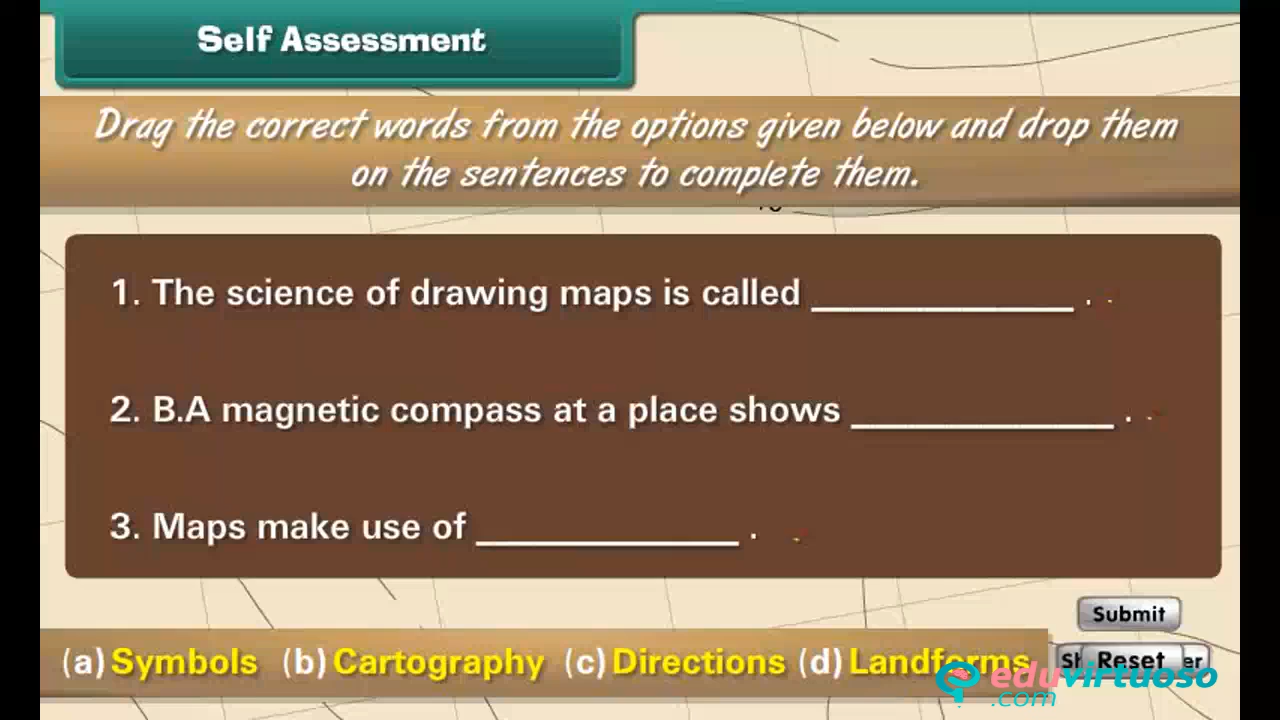 Self Assessment
Drag the correct words from the options given below and drop them
on the sentences to complete them.
1. The science of drawing maps is called ______________ .
2. B.A magnetic compass at a place shows ______________ .
3. Maps make use of ______________ .
Submit
(a) Symbols (b) Cartography (c) Directions (d) Landforms
Reset
eduvirtuoso
.com